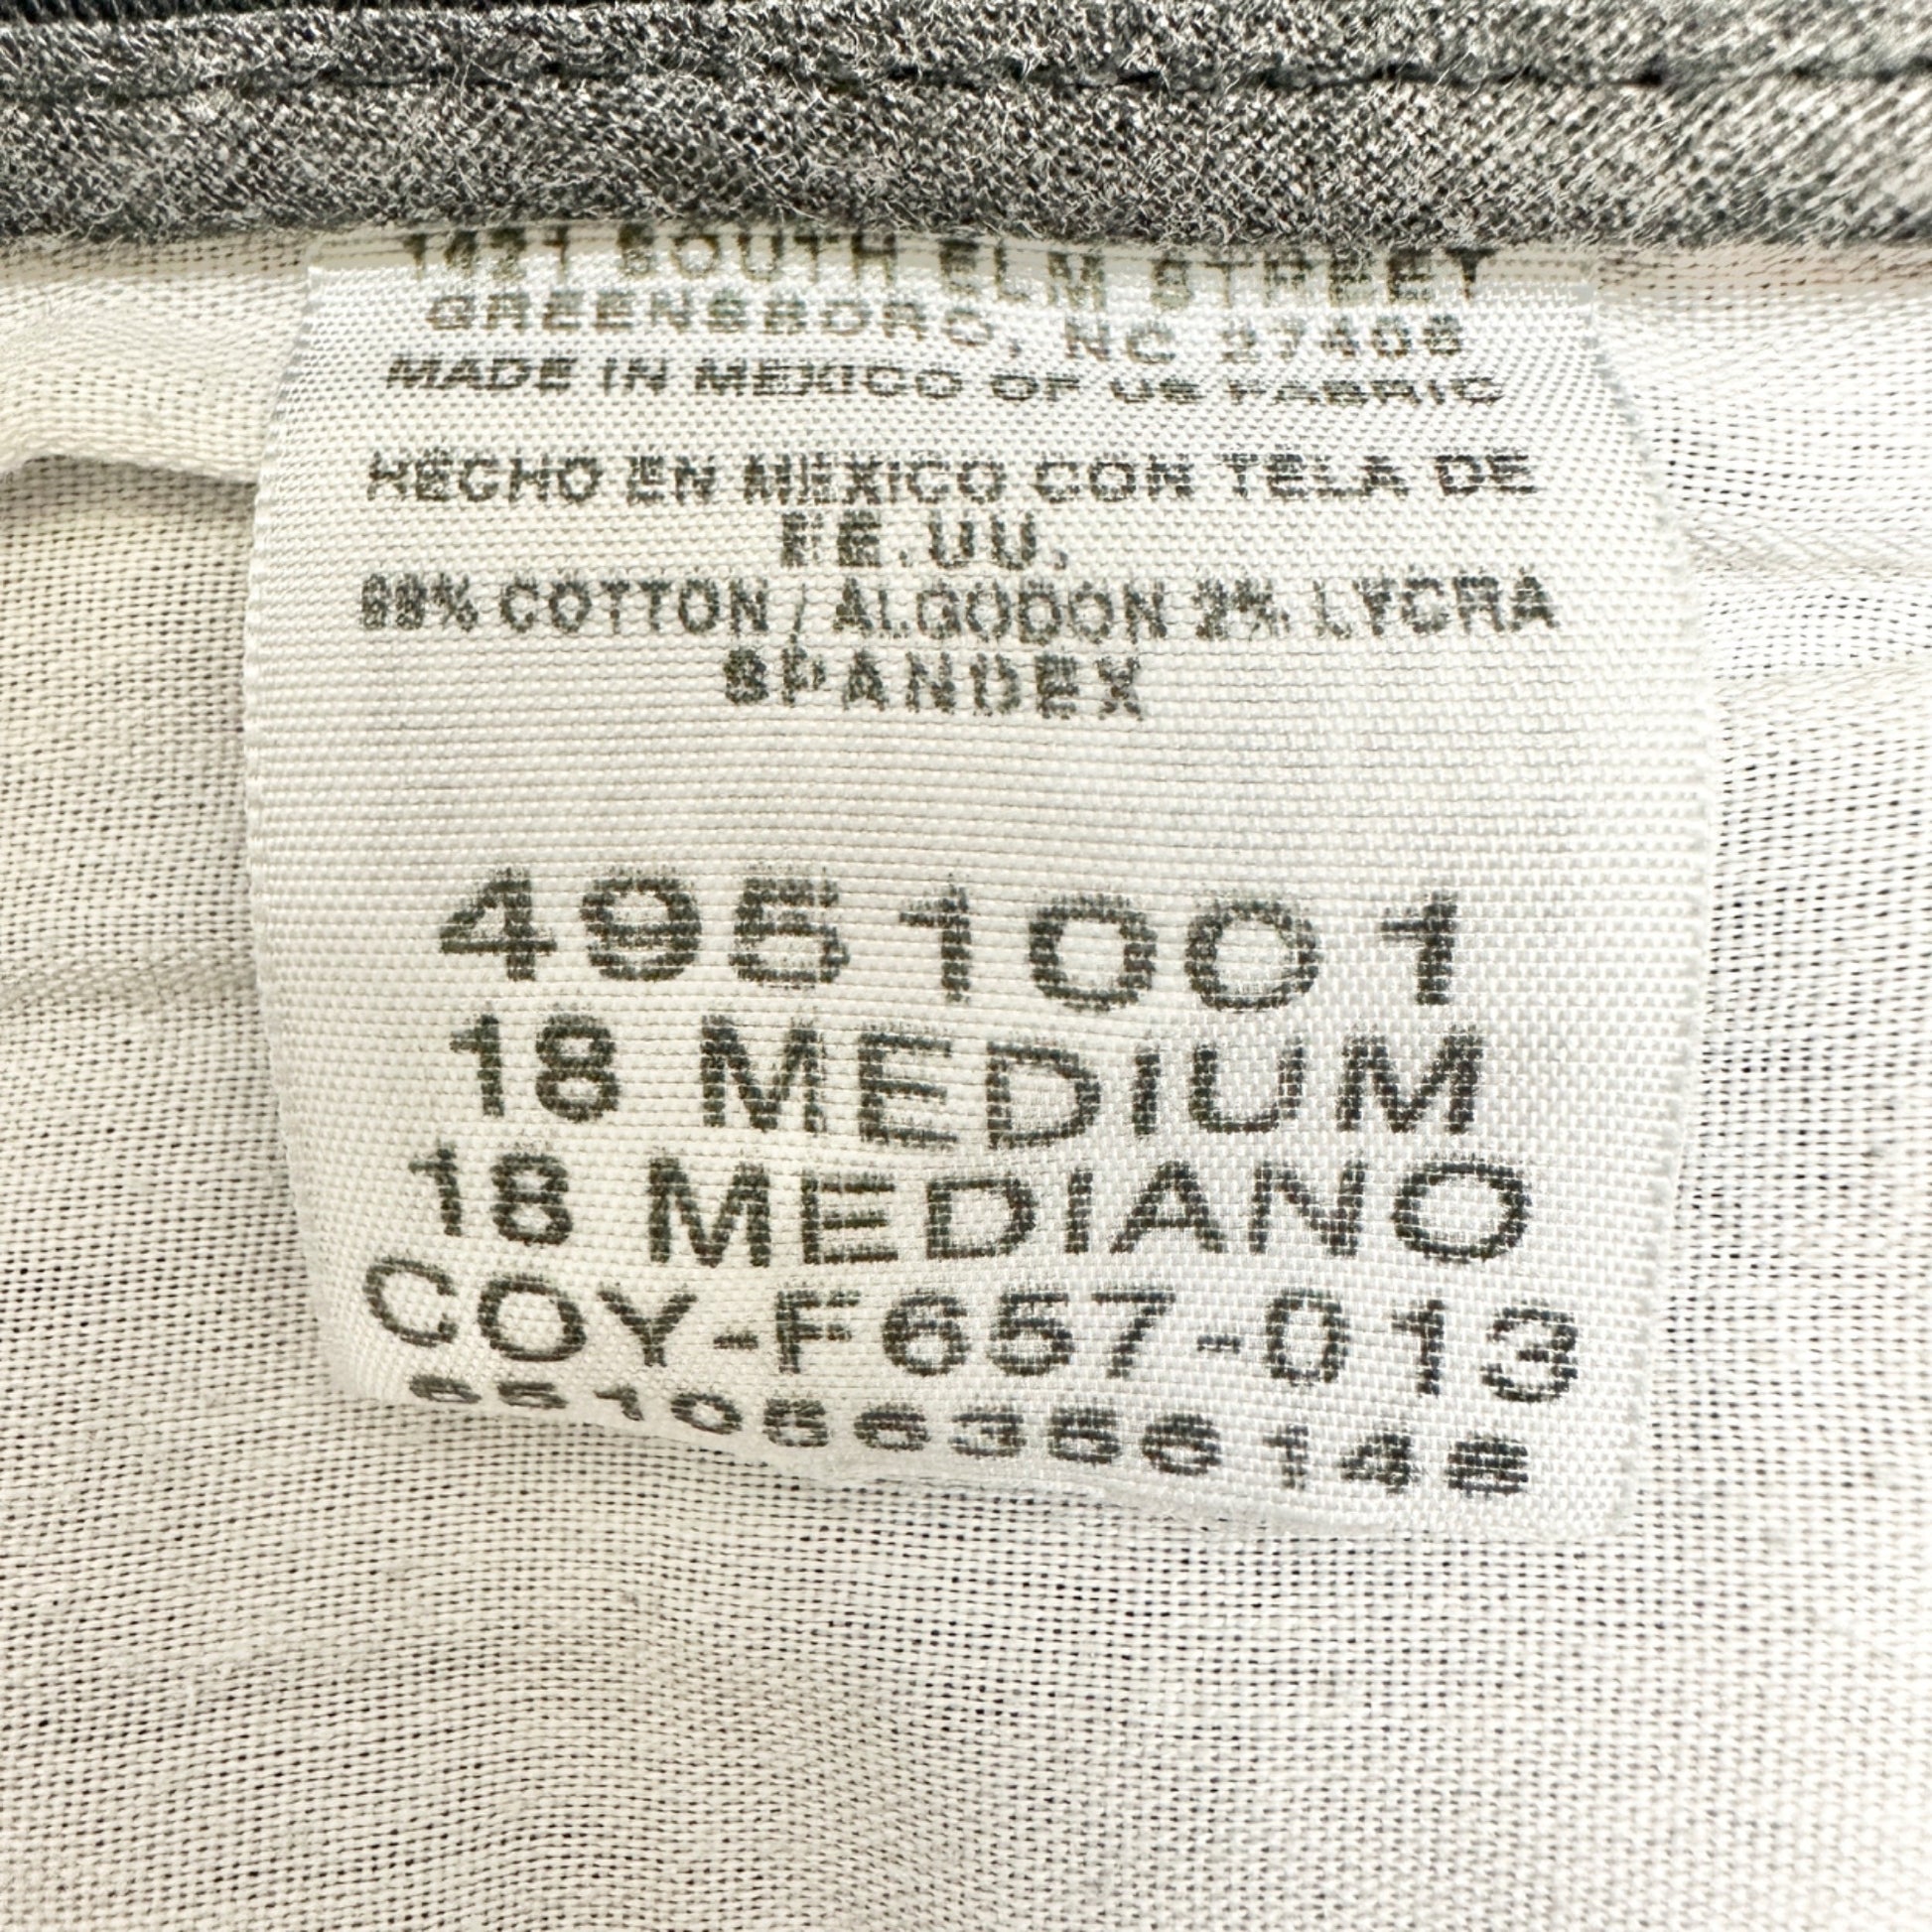 1421 SOUTH ELM STREET
GREENSBORO, NC 27406
MADE IN MEXICO OF US FABRIC
HECHO EN MEXICO CON TELA DE
EE.UU.
98% COTTON / ALGODON 2% LYCRA
SPANDEX
4951001
18 MEDIUM
18 MEDIANO
COY-F657-013